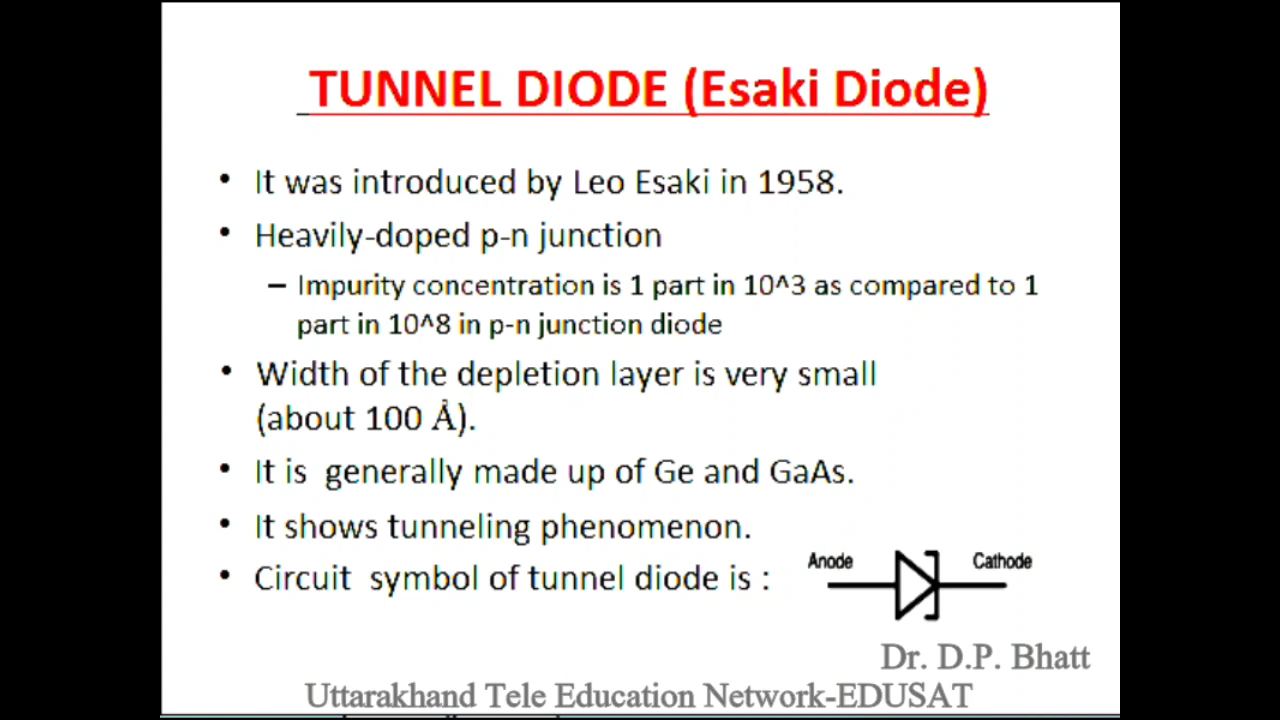 TUNNEL DIODE (Esaki Diode)
• It was introduced by Leo Esaki in 1958.
• Heavily-doped p-n junction
– Impurity concentration is 1 part in 10^3 as compared to 1
part in 10^8 in p-n junction diode
• Width of the depletion layer is very small
(about 100 Å).
• It is generally made up of Ge and GaAs.
• It shows tunneling phenomenon.
• Circuit symbol of tunnel diode is :
Anode
Cathode
Dr. D.P. Bhatt
Uttarakhand Tele Education Network-EDUSAT